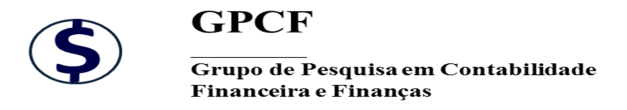 $
GPCF
Grupo de Pesquisa em Contabilidade
Financeira e Finanças